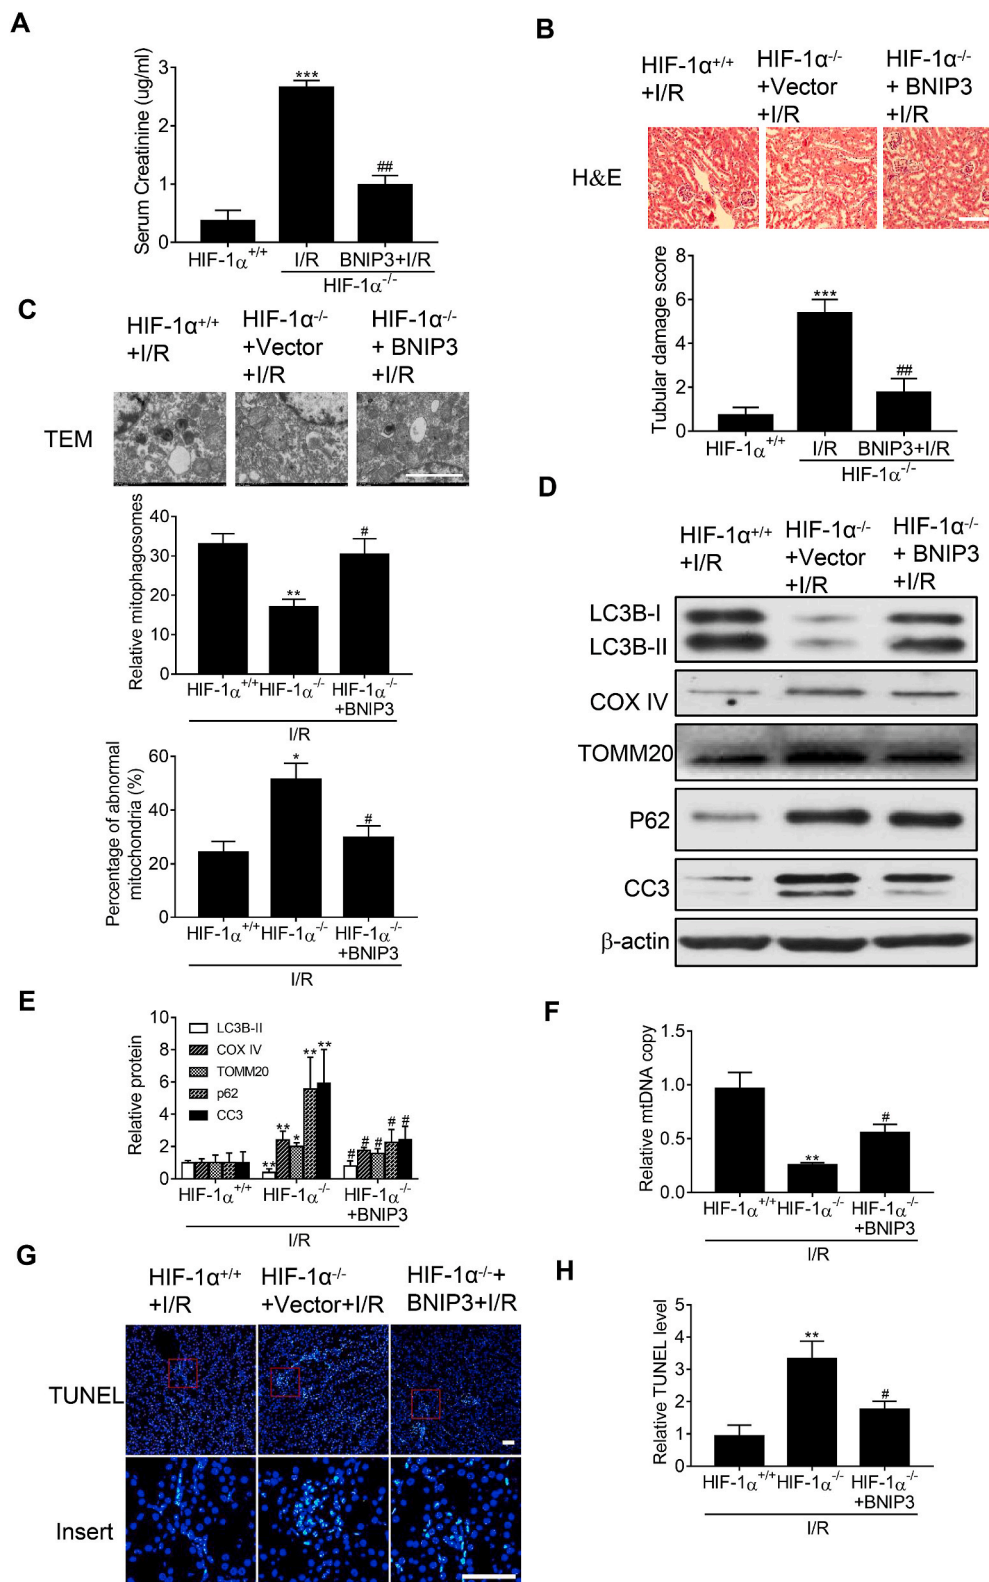 A
Serum Creatinine (ug/ml)
3
2
1
0
***
##
HIF-1α+/+
I/R
BNIP3+I/R
HIF-1α-/-
B
HIF-1α+/+
+I/R
HIF-1α-/-
+Vector
+I/R
HIF-1α-/-
+ BNIP3
+I/R
H&E
Tubular damage score
8
6
4
2
0
***
##
HIF-1α+/+
I/R
BNIP3+I/R
HIF-1α-/-
C
HIF-1α+/+
+I/R
HIF-1α-/-
+Vector
+I/R
HIF-1α-/-
+ BNIP3
+I/R
TEM
Relative mitophagosomes
40
30
20
10
0
**
#
HIF-1α+/+
HIF-1α-/-
HIF-1α-/-
+BNIP3
I/R
Percentage of abnormal
mitochondria (%)
60
40
20
0
*
#
HIF-1α+/+
HIF-1α-/-
HIF-1α-/-
+BNIP3
I/R
D
HIF-1α+/+
+I/R
HIF-1α-/-
+Vector
+I/R
HIF-1α-/-
+ BNIP3
+I/R
LC3B-I
LC3B-II
COX IV
TOMM20
P62
CC3
β-actin
E
Relative protein
10
8
6
4
2
0
LC3B-II
COX IV
TOMM20
p62
CC3
**
**
*
**
**
#
#
#
#
#
HIF-1α+/+
HIF-1α-/-
HIF-1α-/-
+BNIP3
I/R
F
Relative mtDNA copy
1.5
1.0
0.5
0.0
**
#
HIF-1α+/+
HIF-1α-/-
HIF-1α-/-
+BNIP3
I/R
G
HIF-1α+/+
+I/R
HIF-1α-/-
+Vector+I/R
HIF-1α-/-+
BNIP3+I/R
TUNEL
Insert
H
Relative TUNEL level
5
4
3
2
1
0
**
#
HIF-1α+/+
HIF-1α-/-
HIF-1α-/-
+BNIP3
I/R